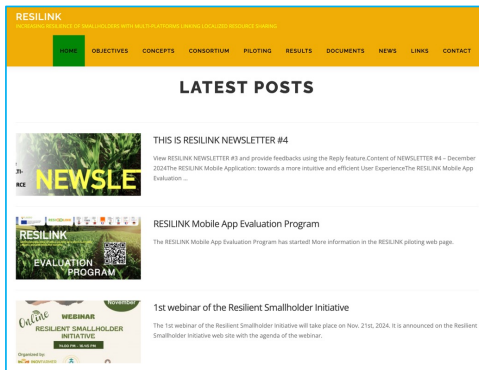 RESILINK
INCREASING RESILIENCE OF SMALLHOLDERS WITH MULTI-PLATFORMS LINKING LOCALIZED RESOURCE SHARING
HOME OBJECTIVES CONCEPTS CONSORTIUM PILOTING RESULTS DOCUMENTS NEWS LINKS CONTACT
LATEST POSTS
NEWSLE
THIS IS RESILINK NEWSLETTER #4
View RESILINK NEWSLETTER #3 and provide feedbacks using the Reply feature.Content of NEWSLETTER #4 – December
2024The RESILINK Mobile Application: towards a more intuitive and efficient User ExperienceThe RESILINK Mobile App
Evaluation ...
RESILINK
EVALUATION
PROGRAM
RESILINK Mobile App Evaluation Program
The RESILINK Mobile App Evaluation Program has started! More information in the RESILINK piloting web page.
November
Online WEBINAR
RESILIENT SMALLHOLDER
INITIATIVE
Organized by:
1st webinar of the Resilient Smallholder Initiative
The 1st webinar of the Resilient Smallholder Initiative will take place on Nov. 21st, 2024. It is announced on the Resilient
Smallholder Initiative web site with the agenda of the webinar.